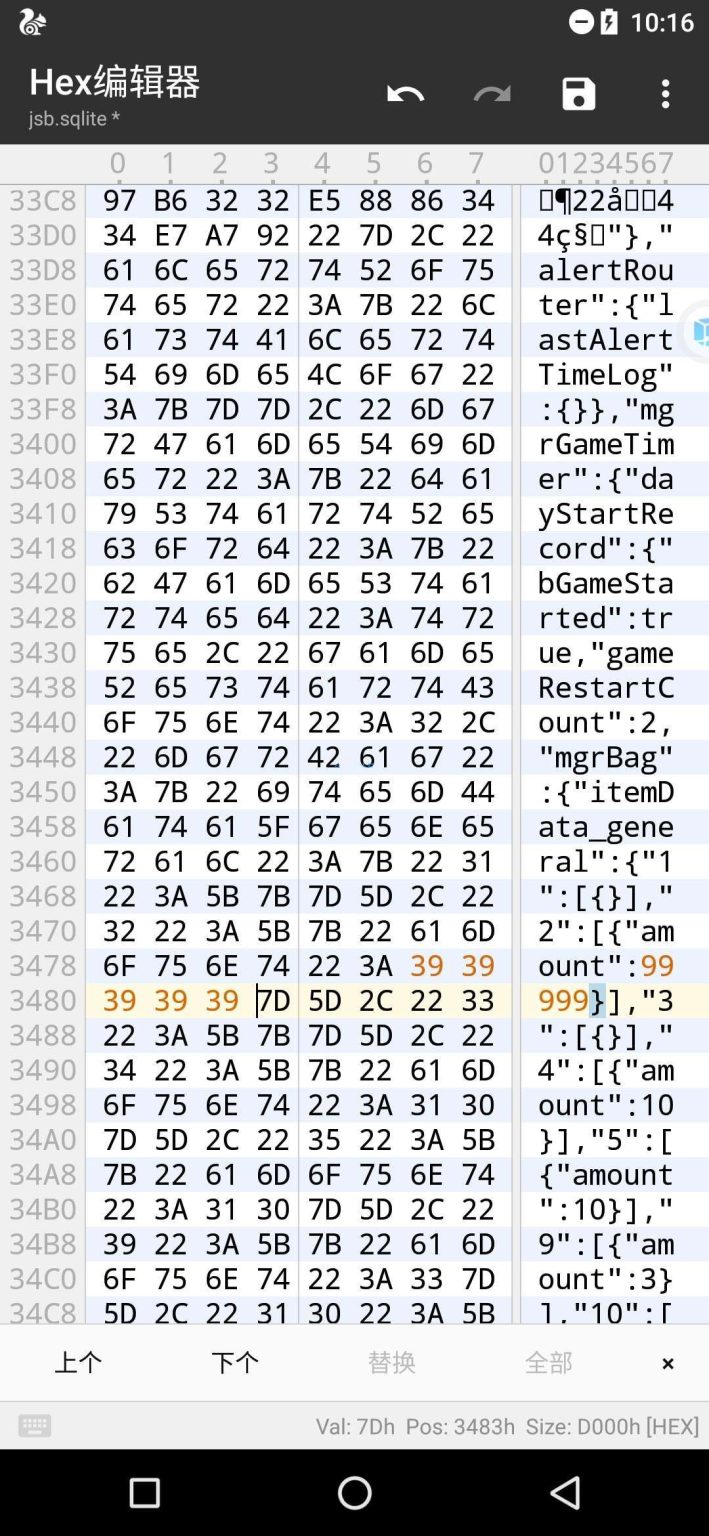 10:16
Hex编辑器
jsb.sqlite *
0 1 2 3 4 5 6 7 01234567
33C8 97 B6 32 32 E5 88 86 34 ¶22å4
33D0 34 E7 A7 92 22 7D 2C 22 4ç§"},"
33D8 61 6C 65 72 74 52 6F 75 alertRou
33E0 74 65 72 22 3A 7B 22 6C ter":{"l
33E8 61 73 74 41 6C 65 72 74 astAlert
33F0 54 69 6D 65 4C 6F 67 22 TimeLog"
33F8 3A 7B 7D 7D 2C 22 6D 67 :{}},"mg
3400 72 47 61 6D 65 54 69 6D rGameTim
3408 65 72 22 3A 7B 22 64 61 er":{"da
3410 79 53 74 61 72 74 52 65 yStartRe
3418 63 6F 72 64 22 3A 7B 22 cord":{"
3420 62 47 61 6D 65 53 74 61 bGameSta
3428 72 74 65 64 22 3A 74 72 rted":tr
3430 75 65 2C 22 67 61 6D 65 ue,"game
3438 52 65 73 74 61 72 74 43 RestartC
3440 6F 75 6E 74 22 3A 32 2C ount":2,
3448 22 6D 67 72 42 61 67 22 "mgrBag"
3450 3A 7B 22 69 74 65 6D 44 :{"itemD
3458 61 74 61 5F 67 65 6E 65 ata_gene
3460 72 61 6C 22 3A 7B 22 31 ral":{"1
3468 22 3A 5B 7B 7D 5D 2C 22 ":[{}],"
3470 32 22 3A 5B 7B 22 61 6D 2":[{"am
3478 6F 75 6E 74 22 3A 39 39 ount":99
3480 39 39 39 7D 5D 2C 22 33 999}],"3
3488 22 3A 5B 7B 7D 5D 2C 22 ":[{}],"
3490 34 22 3A 5B 7B 22 61 6D 4":[{"am
3498 6F 75 6E 74 22 3A 31 30 ount":10
34A0 7D 5D 2C 22 35 22 3A 5B }],"5":[
34A8 7B 22 61 6D 6F 75 6E 74 {"amount
34B0 22 3A 31 30 7D 5D 2C 22 ":10}],"
34B8 39 22 3A 5B 7B 22 61 6D 9":[{"am
34C0 6F 75 6E 74 22 3A 33 7D ount":3}
34C8 5D 2C 22 31 30 22 3A 5B ],"10":[
上个 下个 替换 全部 ×
Val: 7Dh Pos: 3483h Size: D000h [HEX]